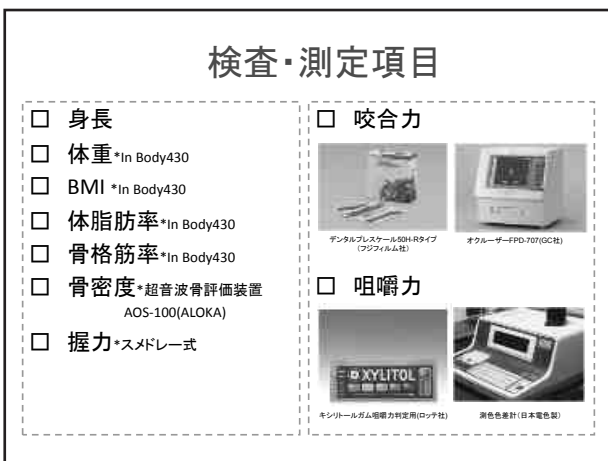 検査・測定項目
□ 身長
□ 体重*In Body430
□ BMI *In Body430
□ 体脂肪率*In Body430
□ 骨格筋率*In Body430
□ 骨密度*超音波骨評価装置
AOS-100(ALOKA)
□ 握力*スメドレー式
□ 咬合力
デンタルプレスケール50H-Rタイプ
(フジフィルム社)
オクルーザーFPD-707(GC社)
□ 咀嚼力
XYLITOL
キシリトールガム咀嚼力判定用(ロッテ社)
測色色差計(日本電色製)